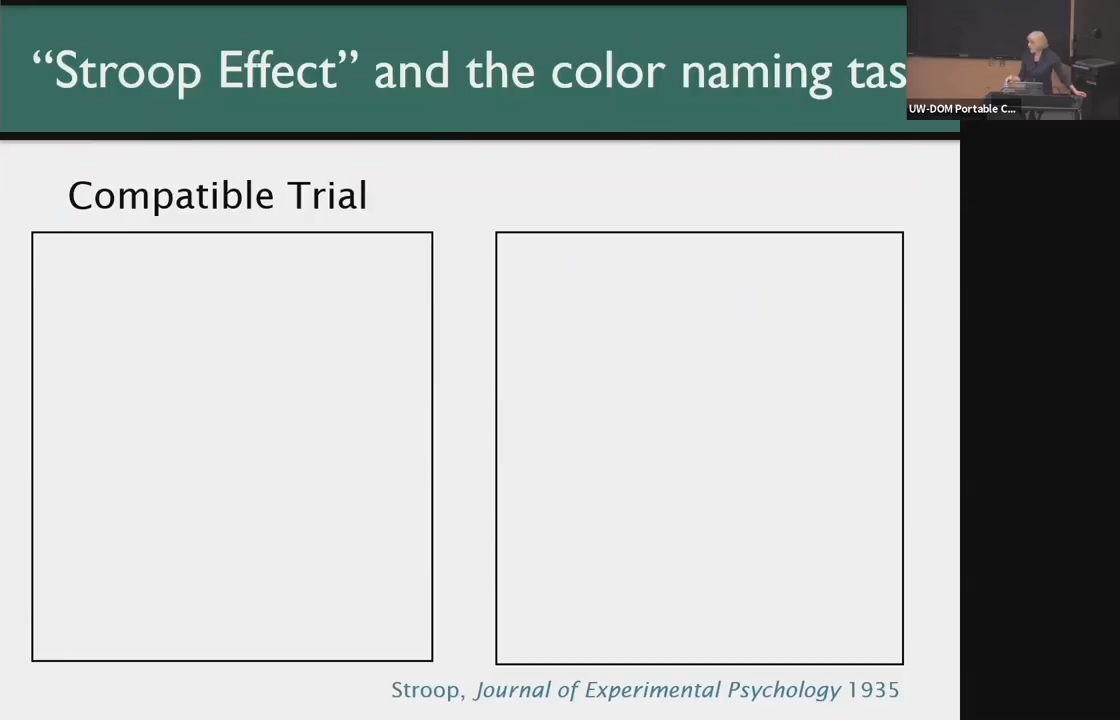 “Stroop Effect” and the color naming tas
UW-DOM Portable C...
Compatible Trial
Stroop, Journal of Experimental Psychology 1935